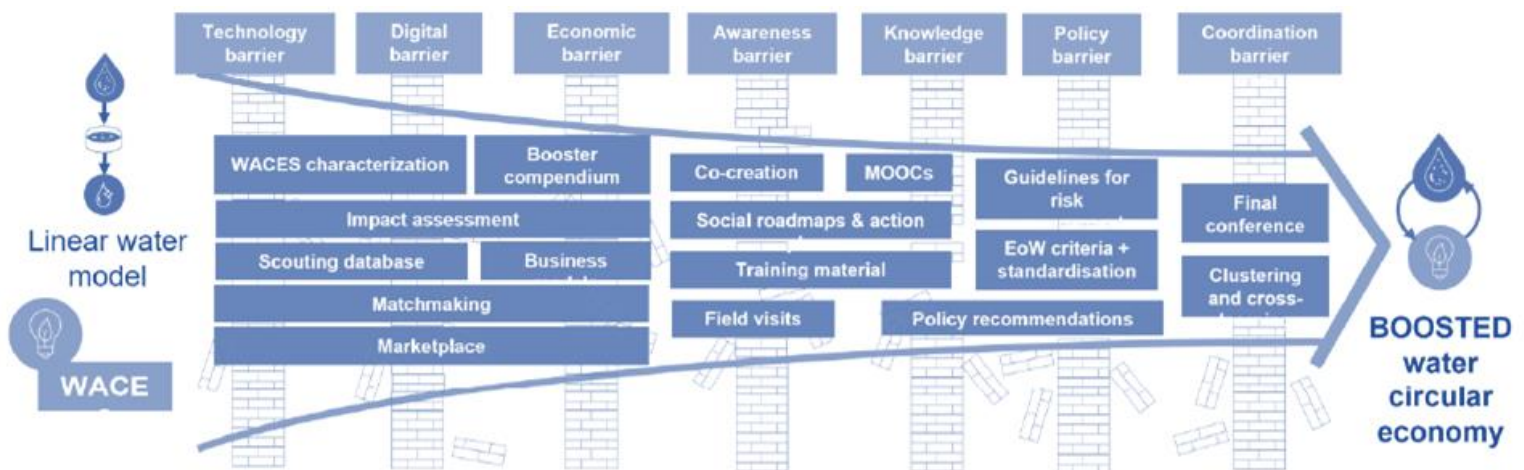 Technology
barrier
Digital
barrier
Economic
barrier
Awareness
barrier
Knowledge
barrier
Policy
barrier
Coordination
barrier
Linear water
model
WACE
WACES characterization
Booster
compendium
Impact assessment
Scouting database
Business
Matchmaking
Marketplace
Co-creation
MOOCs
Social roadmaps & action
Training material
Field visits
Policy recommendations
Guidelines for
risk
EoW criteria +
standardisation
Final
conference
Clustering
and cross-
BOOSTED
water
circular
economy